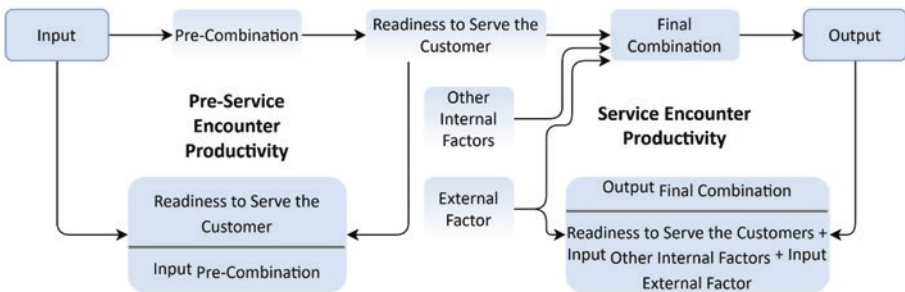 Input
Pre-Combination
Readiness to Serve the
Customer
Final
Combination
Output
Pre-Service
Encounter
Productivity
Other
Internal
Factors
Service Encounter
Productivity
External
Factor
Readiness to Serve the
Customer
Input Pre-Combination
Output Final Combination
Readiness to Serve the Customers +
Input Other Internal Factors + Input
External Factor